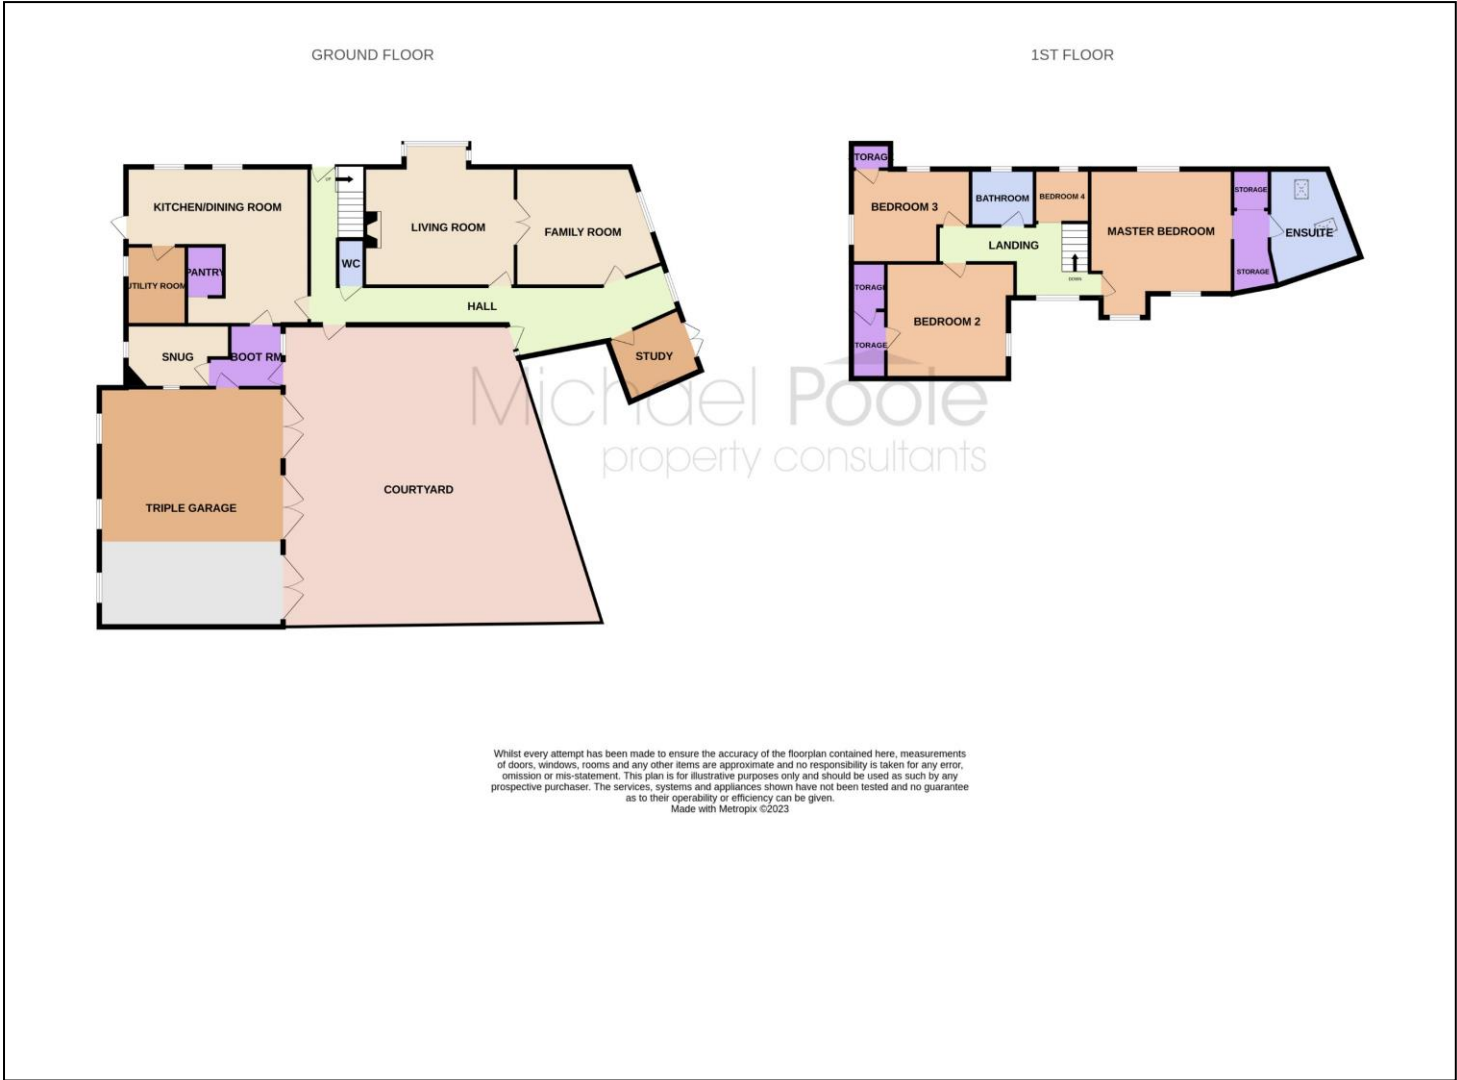 GROUND FLOOR
1ST FLOOR
KITCHEN/DINING ROOM
UP
LIVING ROOM
FAMILY ROOM
WC
PANTRY
UTILITY ROOM
HALL
SNUG
BOOT RM
STUDY
TRIPLE GARAGE
COURTYARD
TORAG
BEDROOM 3
BATHROOM
BEDROOM 4
MASTER BEDROOM
STORAGE
ENSUITE
LANDING
STORAGE
DOWN
TORAGE
BEDROOM 2
TORAGE
Michael Poole
property consultants
Whilst every attempt has been made to ensure the accuracy of the floorplan contained here, measurements
of doors, windows, rooms and any other items are approximate and no responsibility is taken for any error,
omission or mis-statement. This plan is for illustrative purposes only and should be used as such by any
prospective purchaser. The services, systems and appliances shown have not been tested and no guarantee
as to their operability or efficiency can be given.
Made with Metropix ©2023